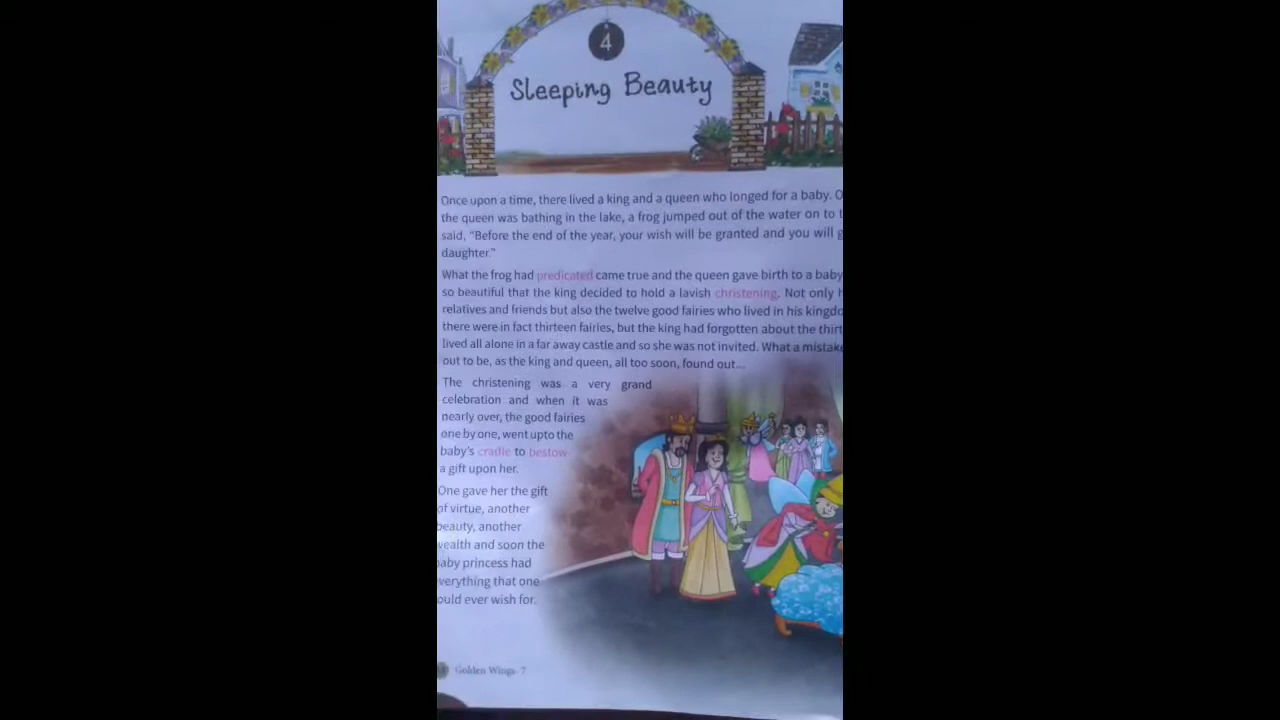 4
Sleeping Beauty
Once upon a time, there lived a king and a queen who longed for a baby.
the queen was bathing in the lake, a frog jumped out of the water on to
said, "Before the end of the year, your wish will be granted and you will
daughter."
What the frog had predicated came true and the queen gave birth to a baby
so beautiful that the king decided to hold a lavish christening. Not only
relatives and friends but also the twelve good fairies who lived in his
there were in fact thirteen fairies, but the king had forgotten about the
lived all alone in a far away castle and so she was not invited. What a mistake
out to be, as the king and queen, all too soon, found out...
The christening was a very grand
celebration and when it was
nearly over, the good fairies
one by one, went upto the
baby's cradle to bestow
a gift upon her.
One gave her the gift
of virtue, another
beauty, another
wealth and soon the
baby princess had
everything that one
could ever wish for.
Golden Wings- 7